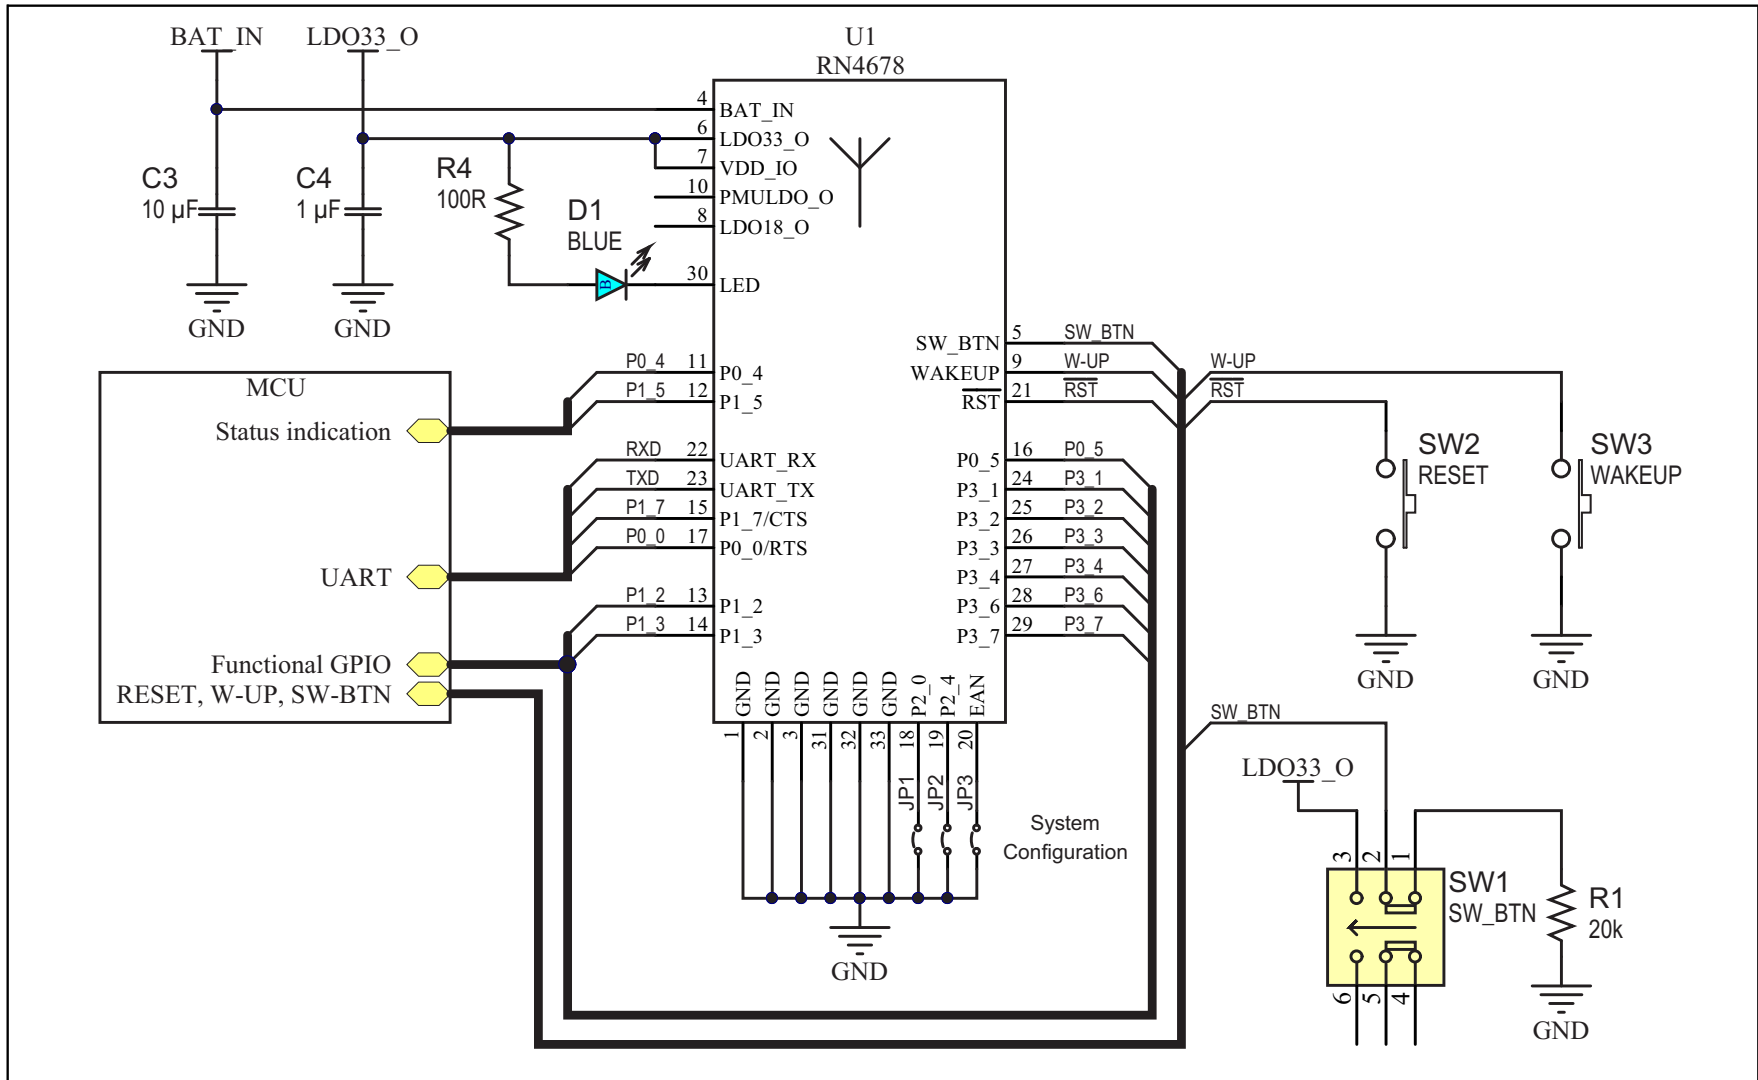 BAT_IN
LDO33_O
U1
RN4678
4
BAT_IN
6
LDO33_O
7
VDD_IO
10
PMULDO_O
8
LDO18_O
30
LED
C3
10 µF
C4
1 µF
R4
100R
D1
BLUE
B
GND
GND
MCU
Status indication
UART
Functional GPIO
RESET, W-UP, SW-BTN
P0_4
11
P0_4
P1_5
12
P1_5
RXD
22
UART_RX
TXD
23
UART_TX
P1_7
15
P1_7/CTS
P0_0
17
P0_0/RTS
P1_2
13
P1_2
P1_3
14
P1_3
SW_BTN
5
SW_BTN
WAKEUP
9
W-UP
RST
21
RST
P0_5
16
P0_5
P3_1
24
P3_1
P3_2
25
P3_2
P3_3
26
P3_3
P3_4
27
P3_4
P3_6
28
P3_6
P3_7
29
P3_7
W-UP
RST
SW2
RESET
SW3
WAKEUP
GND
GND
GND
GND
GND
GND
GND
GND
P2_0
P2_4
EAN
1
2
3
31
32
33
18
19
20
JP1
JP2
JP3
System
Configuration
GND
SW_BTN
LDO33_O
3
2
1
SW1
SW_BTN
R1
20k
6
5
4
GND